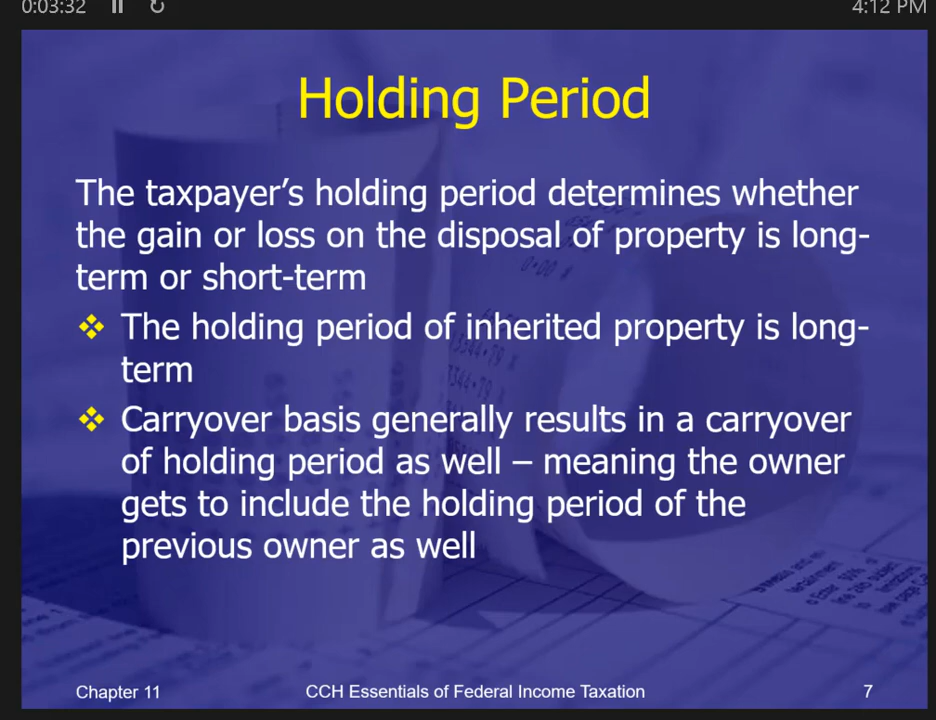 0:03:32
4:12 PM
Holding Period
The taxpayer’s holding period determines whether
the gain or loss on the disposal of property is long-
term or short-term
❖ The holding period of inherited property is long-
term
❖ Carryover basis generally results in a carryover
of holding period as well – meaning the owner
gets to include the holding period of the
previous owner as well
Chapter 11
CCH Essentials of Federal Income Taxation
7